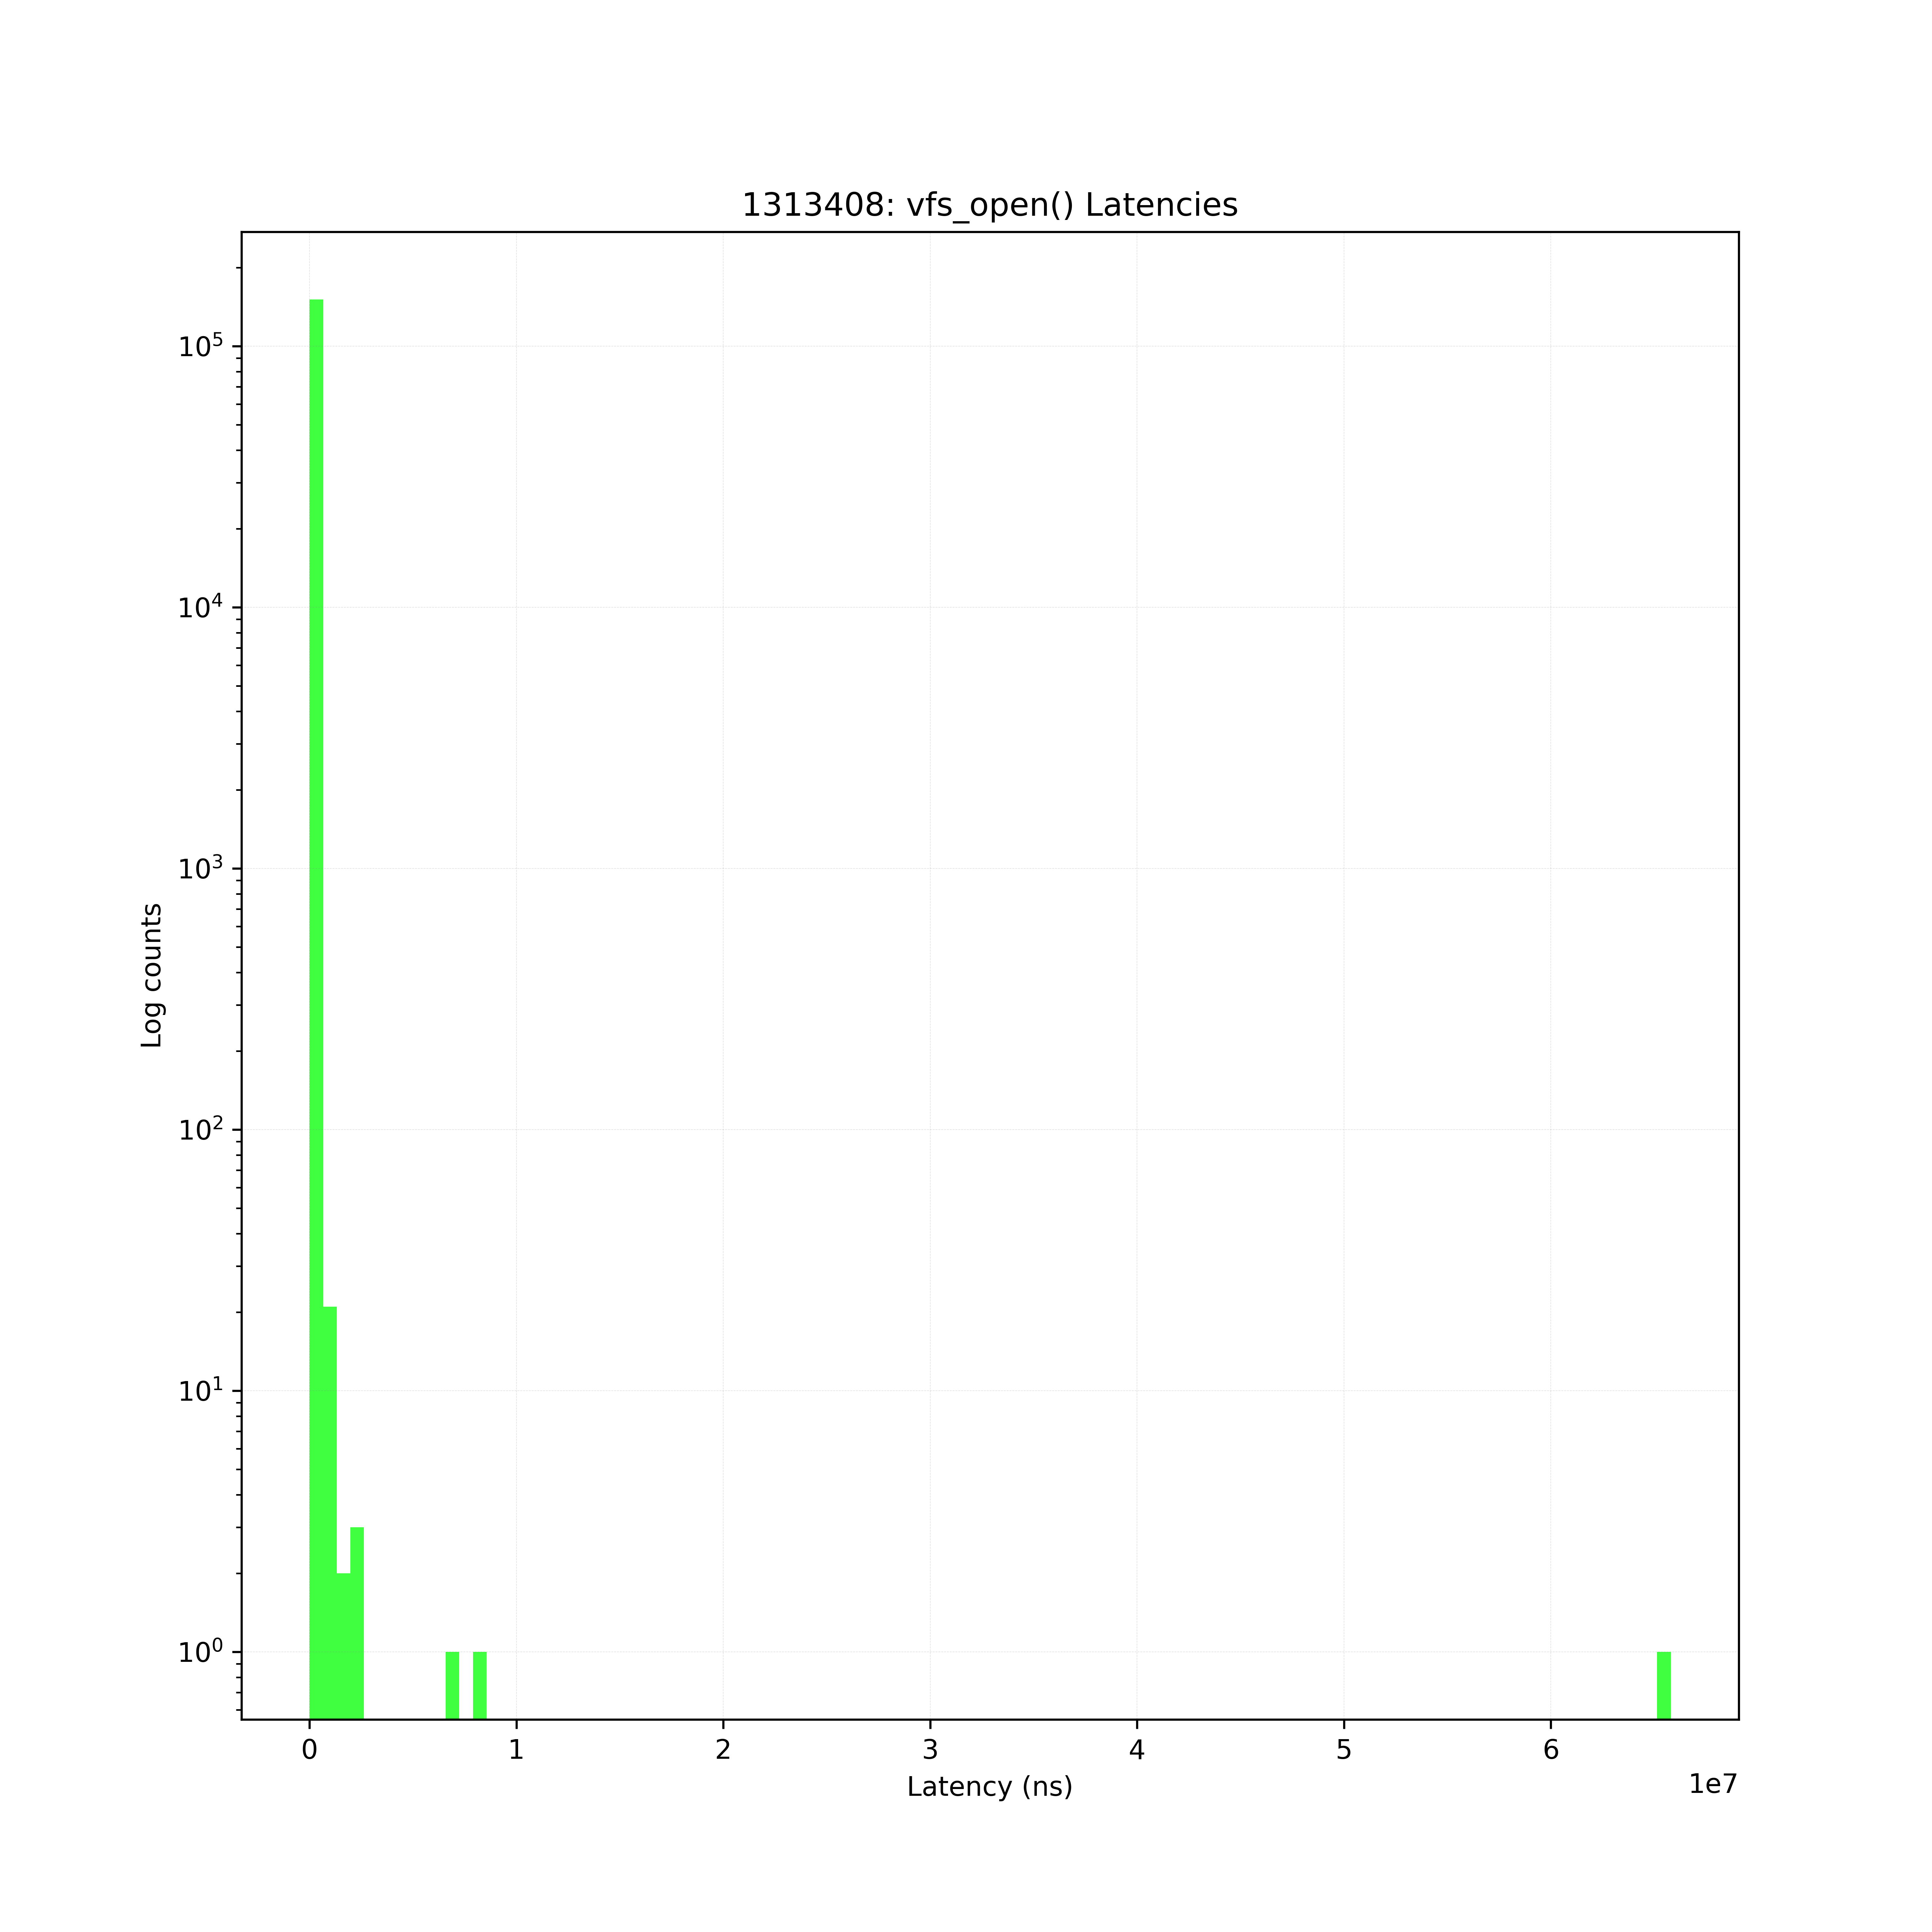 1313408: vfs_open() Latencies
10⁵
10⁴
10³
10²
10¹
10⁰
Log counts
0 1 2 3 4 5 6
1e7
Latency (ns)